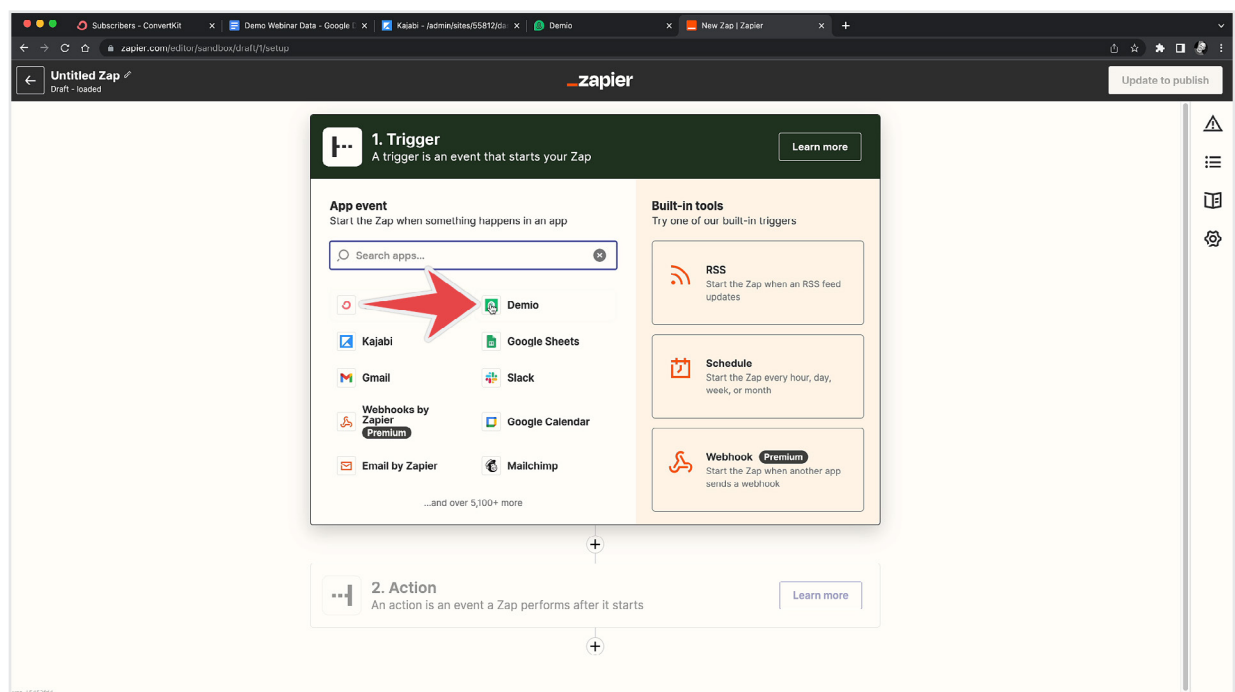 Subscribers - ConvertKit
Demo Webinar Data - Google D
Kajabi - /admin/sites/55812/da
Demio
New Zap | Zapier
zapier.com/editor/sandbox/draft/1/setup
Untitled Zap
Draft - loaded
_zapier
Update to publish
1. Trigger
A trigger is an event that starts your Zap
Learn more
App event
Start the Zap when something happens in an app
Search apps...
Demio
Kajabi
Google Sheets
Gmail
Slack
Webhooks by
Zapier
Premium
Google Calendar
Email by Zapier
Mailchimp
...and over 5,100+ more
Built-in tools
Try one of our built-in triggers
RSS
Start the Zap when an RSS feed
updates
Schedule
Start the Zap every hour, day,
week, or month
Webhook Premium
Start the Zap when another app
sends a webhook
2. Action
An action is an event a Zap performs after it starts
Learn more